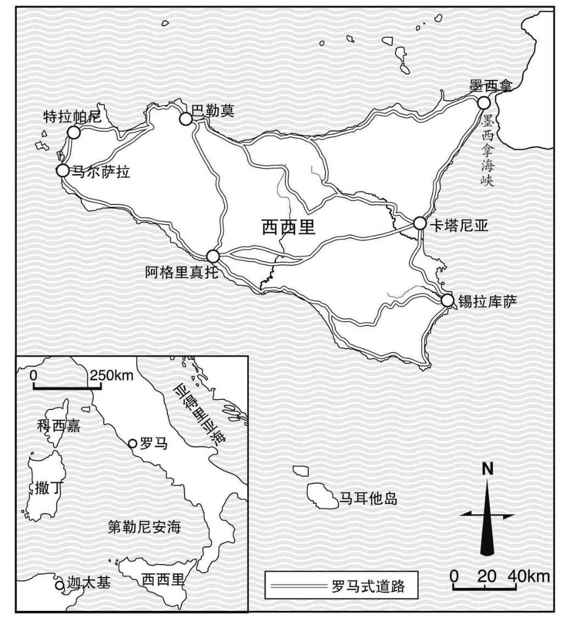 墨西拿
巴勒莫
特拉帕尼
墨西拿海峡
马尔萨拉
西西里
卡塔尼亚
阿格里真托
锡拉库萨
0 250km
亚得里亚海
科西嘉
罗马
撒丁
第勒尼安海
迦太基
西西里
马耳他岛
N
罗马式道路
0 20 40km